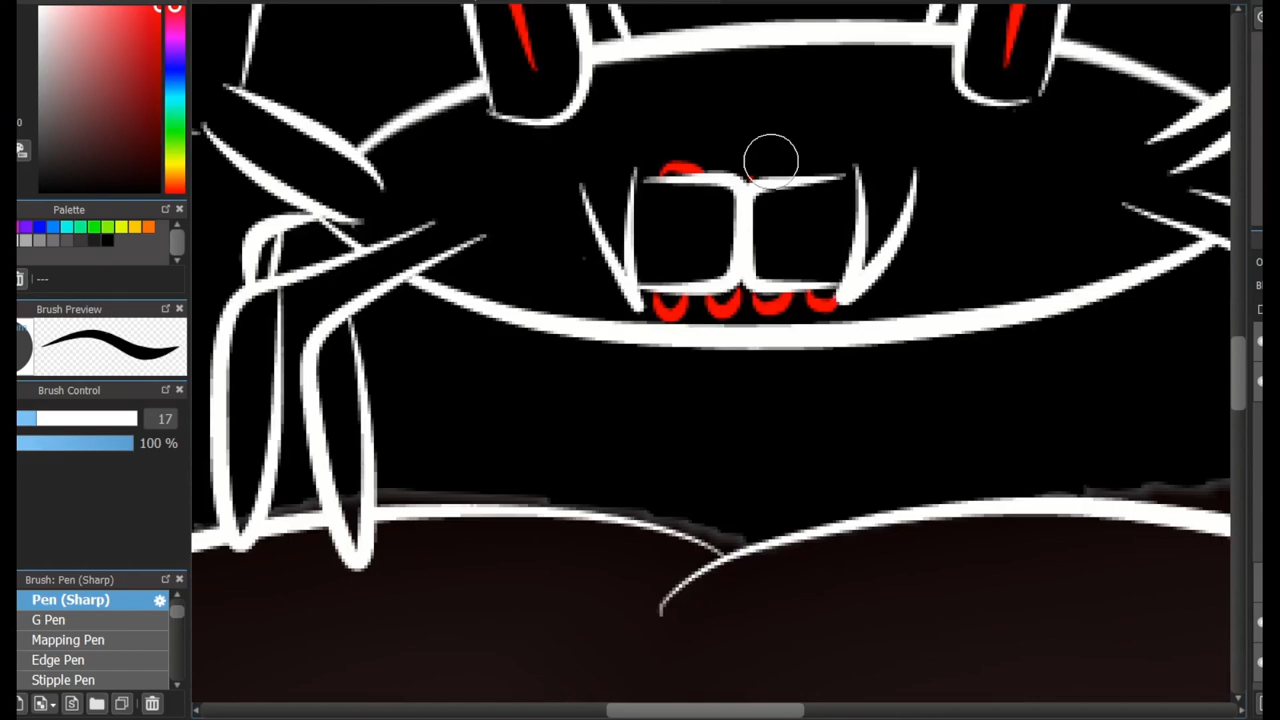 0
Palette
---
Brush Preview
Brush Control
17
100 %
Brush: Pen (Sharp)
Pen (Sharp)
G Pen
Mapping Pen
Edge Pen
Stipple Pen